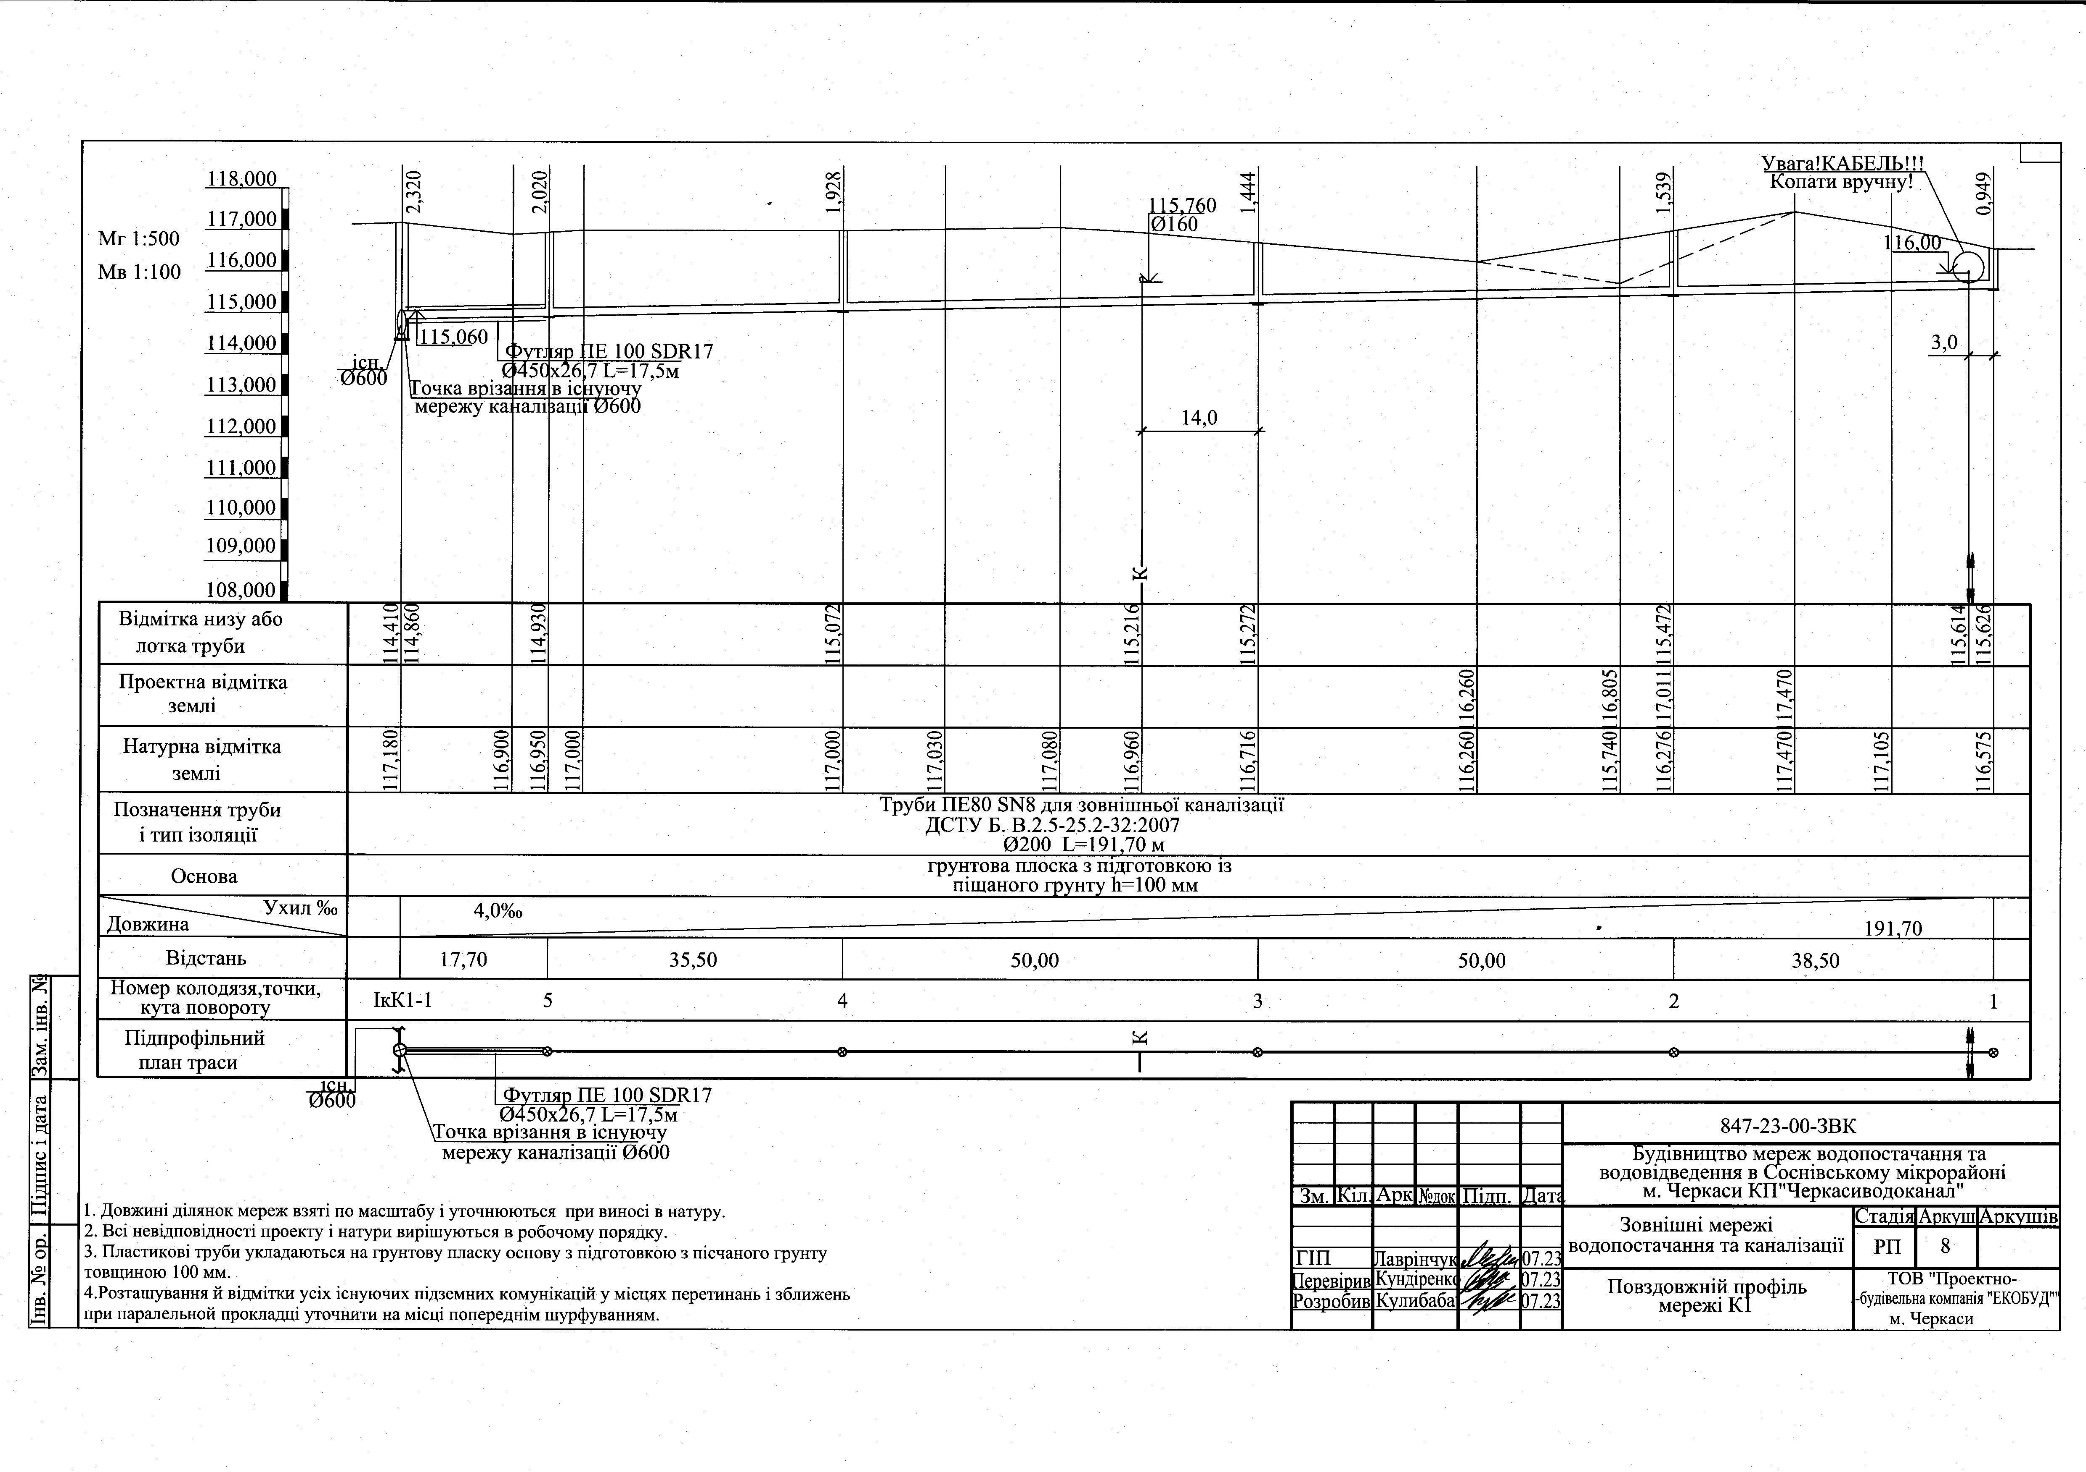 118,000
117,000
116,000
115,000
114,000
113,000
112,000
111,000
110,000
109,000
108,000
Мг 1:500
Мв 1:100
2,320
2,020
1,928
1,444
1,539
0,949
115,760
Ø160
Увага!КАБЕЛЬ!!!
Копати вручну!
116,00
3,0
14,0
К
115,060
існ.
Ø600
Футляр ПЕ 100 SDR17
Ø450х26,7 L=17,5м
Точка врізання в існуючу
мережу каналізації Ø600
Відмітка низу або
лотка труби
114,410
114,860
114,930
115,072
115,216
115,272
115,472
115,614
115,626
Проектна відмітка
землі
116,260
116,805
117,011
117,470
Натурна відмітка
землі
117,180
116,900
116,950
117,000
117,000
117,030
117,080
116,960
116,716
116,260
115,740
116,276
117,470
117,105
116,575
Позначення труби
і тип ізоляції
Труби ПЕ80 SN8 для зовнішньої каналізації
ДСТУ Б. В.2.5-25.2-32:2007
Ø200 L=191,70 м
Основа
грунтова плоска з підготовкою із
піщаного грунту h=100 мм
Ухил ‰
Довжина
4,0‰
191,70
Відстань
17,70
35,50
50,00
50,00
38,50
Номер колодязя,точки,
кута повороту
ІкК1-1
5
4
3
2
1
Підпрофільний
план траси
К
існ.
Ø600
Футляр ПЕ 100 SDR17
Ø450х26,7 L=17,5м
Точка врізання в існуючу
мережу каналізації Ø600
1. Довжині ділянок мереж взяті по масштабу і уточнюються при виносі в натуру.
2. Всі невідповідності проекту і натури вирішуються в робочому порядку.
3. Пластикові труби укладаються на грунтову пласку основу з підготовкою з пісчаного грунту
товщиною 100 мм.
4.Розташування й відмітки усіх існуючих підземних комунікацій у місцях перетинань і зближень
при паралельной прокладці уточнити на місці попереднім шурфуванням.
Зам. інв. №
Підпис і дата
Інв. № ор.
847-23-00-ЗВК
Будівництво мереж водопостачання та
водовідведення в Соснівському мікрорайоні
м. Черкаси КП"Черкасиводоканал"
Зм. Кіл. Арк №док Підп. Дата
Зовнішні мережі
водопостачання та каналізації
Стадія Аркуш Аркушів
РП 8
ГІП Лаврінчук 07.23
Перевірив Кундіренко 07.23
Розробив Кулибаба 07.23
Повздовжній профіль
мережі К1
ТОВ "Проектно-
-будівельна компанія "ЕКОБУД""
м. Черкаси